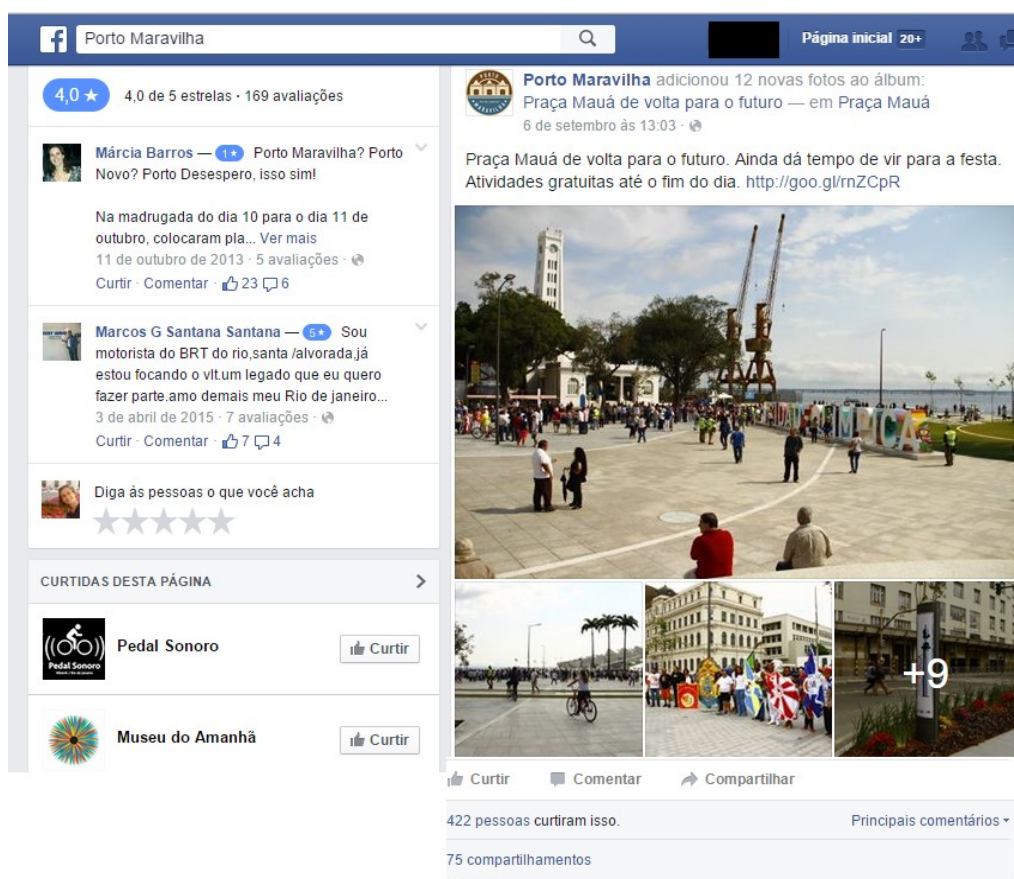 Porto Maravilha
Página inicial 20+
4,0 ★ 4,0 de 5 estrelas · 169 avaliações
Márcia Barros — 1★ Porto Maravilha? Porto
Novo? Porto Desespero, isso sim!
Na madrugada do dia 10 para o dia 11 de
outubro, colocaram pla... Ver mais
11 de outubro de 2013 · 5 avaliações ·
Curtir · Comentar · 23 6
Marcos G Santana Santana — 5★ Sou
motorista do BRT do rio,santa /alvorada,já
estou focando o vlt.um legado que eu quero
fazer parte.amo demais meu Rio de janeiro...
3 de abril de 2015 · 7 avaliações ·
Curtir · Comentar · 7 4
Diga às pessoas o que você acha
CURTIDAS DESTA PÁGINA
Pedal Sonoro
Pedal Sonoro
Curtir
Museu do Amanhã
Curtir
PORTO
MARAVILHA
Porto Maravilha adicionou 12 novas fotos ao álbum:
Praça Mauá de volta para o futuro — em Praça Mauá
6 de setembro às 13:03 ·
Praça Mauá de volta para o futuro. Ainda dá tempo de vir para a festa.
Atividades gratuitas até o fim do dia. http://goo.gl/rnZCpR
+9
Curtir Comentar Compartilhar
422 pessoas curtiram isso. Principais comentários
75 compartilhamentos